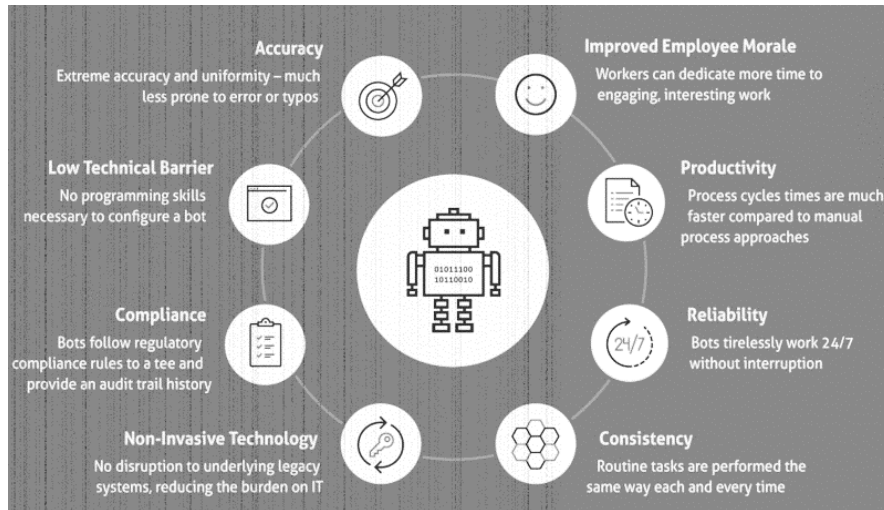 Accuracy
Extreme accuracy and uniformity – much
less prone to error or typos
Improved Employee Morale
Workers can dedicate more time to
engaging, interesting work
Low Technical Barrier
No programming skills
necessary to configure a bot
Productivity
Process cycles times are much
faster compared to manual
process approaches
01011100
10110010
Compliance
Bots follow regulatory
compliance rules to a tee and
provide an audit trail history
Reliability
Bots tirelessly work 24/7
without interruption
24/7
Non-Invasive Technology
No disruption to underlying legacy
systems, reducing the burden on IT
Consistency
Routine tasks are performed the
same way each and every time